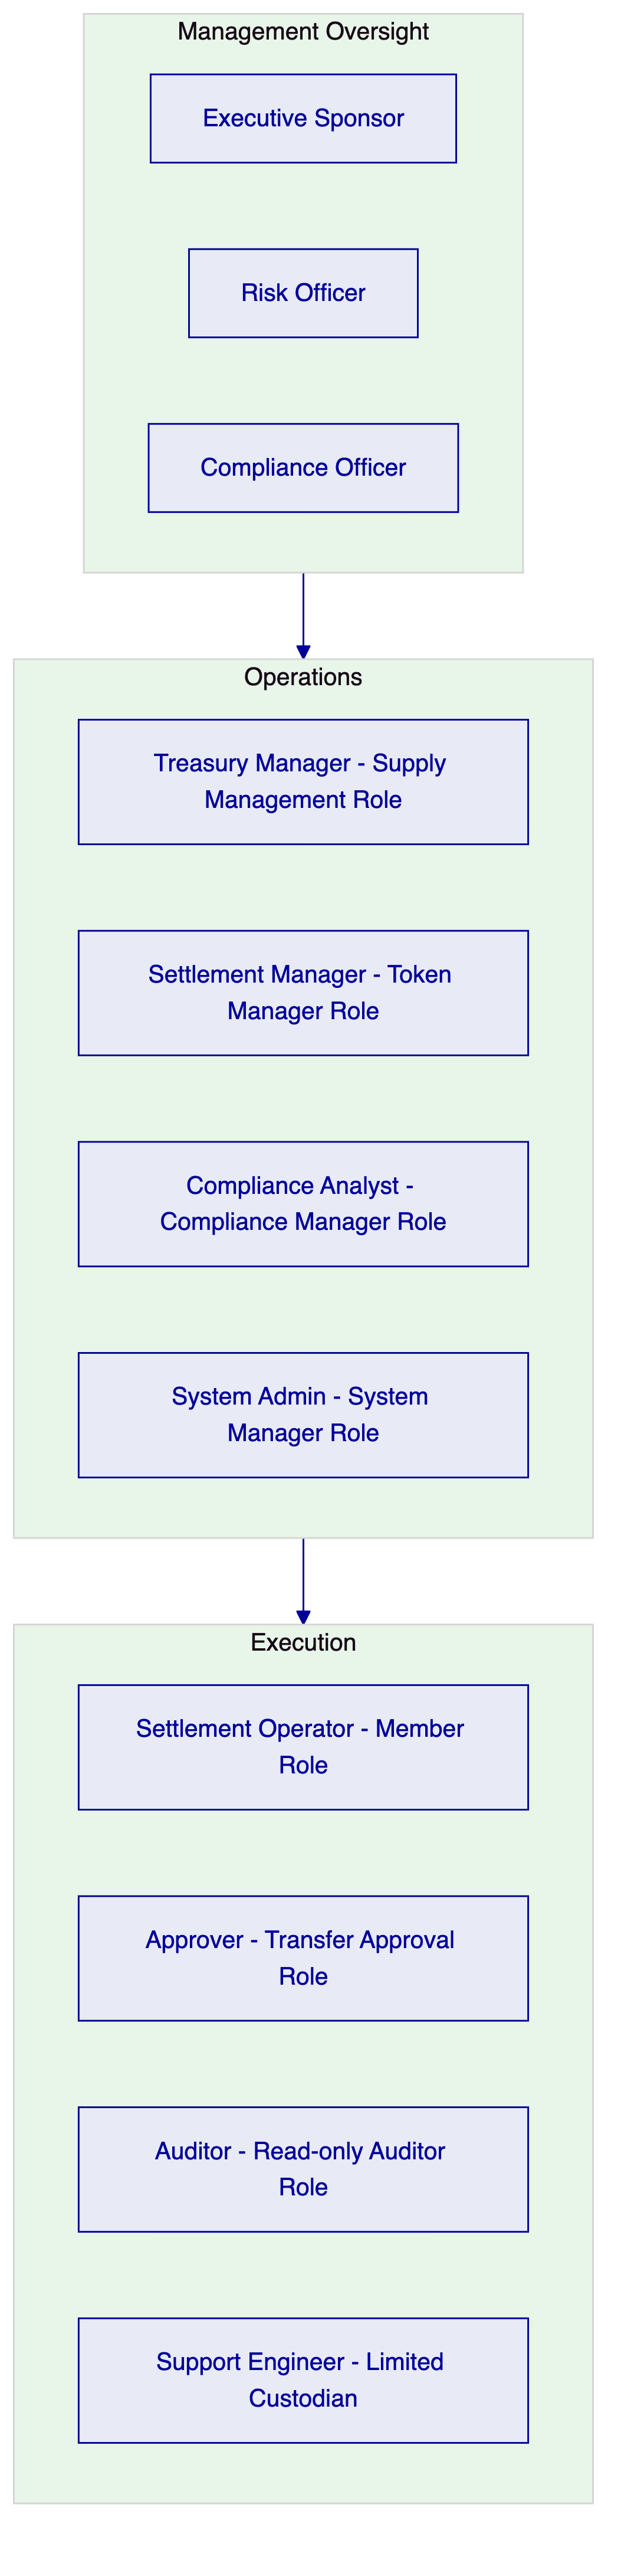 Management Oversight
Executive Sponsor
Risk Officer
Compliance Officer
Operations
Treasury Manager - Supply
Management Role
Settlement Manager - Token
Manager Role
Compliance Analyst -
Compliance Manager Role
System Admin - System
Manager Role
Execution
Settlement Operator - Member
Role
Approver - Transfer Approval
Role
Auditor - Read-only Auditor
Role
Support Engineer - Limited
Custodian